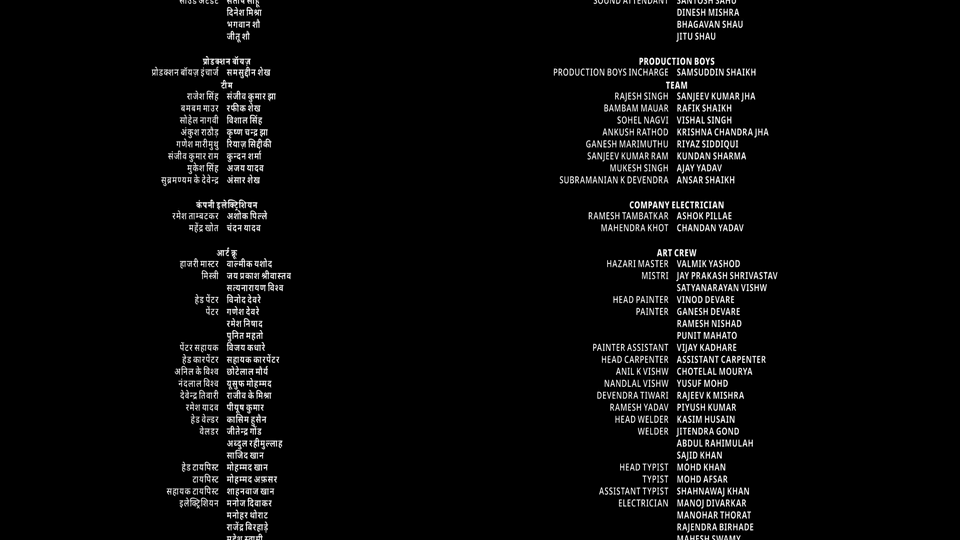 दिनेश मिश्रा DINESH MISHRA
भगवान शौ BHAGAVAN SHAU
जीतू शौ JITU SHAU
प्रोडक्शन बॉयज़ PRODUCTION BOYS
प्रोडक्शन बॉयज़ इंचार्ज समसुद्दीन शेख PRODUCTION BOYS INCHARGE SAMSUDDIN SHAIKH
टीम TEAM
राजेश सिंह संजीव कुमार झा RAJESH SINGH SANJEEV KUMAR JHA
बमबम माउर रफीक शेख BAMBAM MAUAR RAFIK SHAIKH
सोहेल नागवी विशाल सिंह SOHEL NAGVI VISHAL SINGH
अंकुश राठौड़ कृष्ण चन्द्र झा ANKUSH RATHOD KRISHNA CHANDRA JHA
गणेश मारीमुथु रियाज़ सिद्दीकी GANESH MARIMUTHU RIYAZ SIDDIQUI
संजीव कुमार राम कुन्दन शर्मा SANJEEV KUMAR RAM KUNDAN SHARMA
मुकेश सिंह अजय यादव MUKESH SINGH AJAY YADAV
सुब्रमण्यम के देवेन्द्र अंसार शेख SUBRAMANIAN K DEVENDRA ANSAR SHAIKH
कंपनी इलेक्ट्रिशियन COMPANY ELECTRICIAN
रमेश ताम्बटकर अशोक पिल्ले RAMESH TAMBATKAR ASHOK PILLAE
महेंद्र खोत चंदन यादव MAHENDRA KHOT CHANDAN YADAV
आर्ट क्रू ART CREW
हाजरी मास्टर वाल्मीक यशोद HAZARI MASTER VALMIK YASHOD
मिस्त्री जय प्रकाश श्रीवास्तव MISTRI JAY PRAKASH SHRIVASTAV
सत्यनारायण विश्व SATYANARAYAN VISHW
हेड पेंटर विनोद देवरे HEAD PAINTER VINOD DEVARE
पेंटर गणेश देवरे PAINTER GANESH DEVARE
रमेश निषाद RAMESH NISHAD
पुनित महतो PUNIT MAHATO
पेंटर सहायक विजय कधारे PAINTER ASSISTANT VIJAY KADHARE
हेड कारपेंटर सहायक कारपेंटर HEAD CARPENTER ASSISTANT CARPENTER
अनिल के विश्व छोटेलाल मौर्य ANIL K VISHW CHOTELAL MOURYA
नंदलाल विश्व यूसुफ मोहम्मद NANDLAL VISHW YUSUF MOHD
देवेन्द्र तिवारी राजीव के मिश्रा DEVENDRA TIWARI RAJEEV K MISHRA
रमेश यादव पीयूष कुमार RAMESH YADAV PIYUSH KUMAR
हेड वेल्डर कासिम हुसैन HEAD WELDER KASIM HUSAIN
वेलडर जीतेन्द्र गोंड WELDER JITENDRA GOND
अब्दुल रहीमुल्लाह ABDUL RAHIMULAH
साजिद खान SAJID KHAN
हेड टायपिस्ट मोहम्मद खान HEAD TYPIST MOHD KHAN
टायपिस्ट मोहम्मद अफ़सर TYPIST MOHD AFSAR
सहायक टायपिस्ट शाहनवाज खान ASSISTANT TYPIST SHAHNAWAJ KHAN
इलेक्ट्रिशियन मनोज दिवाकर ELECTRICIAN MANOJ DIVARKAR
मनोहर थोराट MANOHAR THORAT
राजेंद्र बिरहाड़े RAJENDRA BIRHADE
MAHESH SWAMY